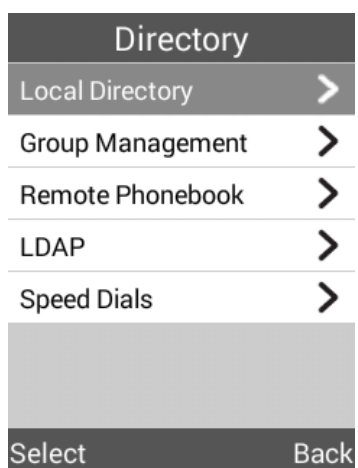 Directory
Local Directory
Group Management
Remote Phonebook
LDAP
Speed Dials
Select Back